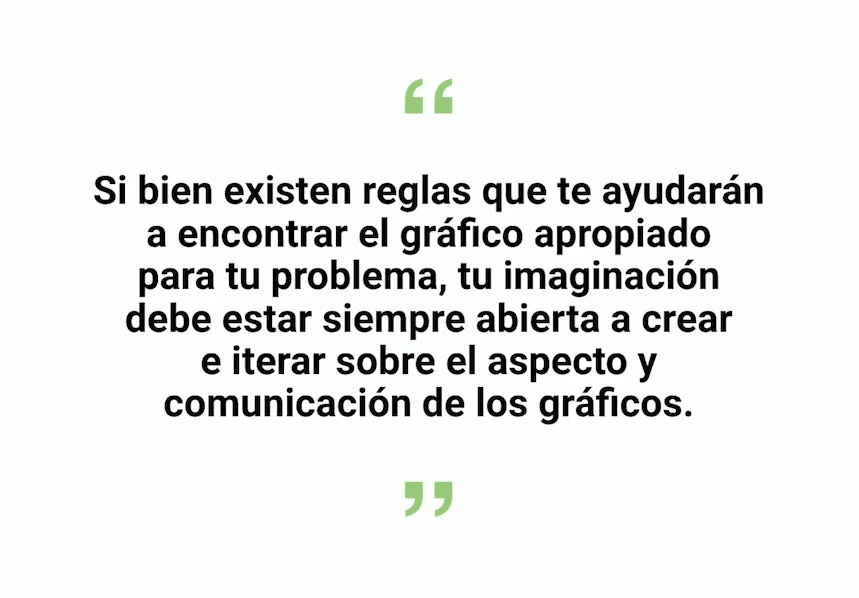 “
Si bien existen reglas que te ayudarán
a encontrar el gráfico apropiado
para tu problema, tu imaginación
debe estar siempre abierta a crear
e iterar sobre el aspecto y
comunicación de los gráficos.
”